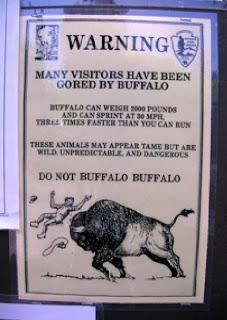 WARNING
MANY VISITORS HAVE BEEN
GORED BY BUFFALO
BUFFALO CAN WEIGH 2000 POUNDS
AND CAN SPRINT AT 30 MPH,
THREE TIMES FASTER THAN YOU CAN RUN
THESE ANIMALS MAY APPEAR TAME BUT ARE
WILD, UNPREDICTABLE, AND DANGEROUS
DO NOT BUFFALO BUFFALO